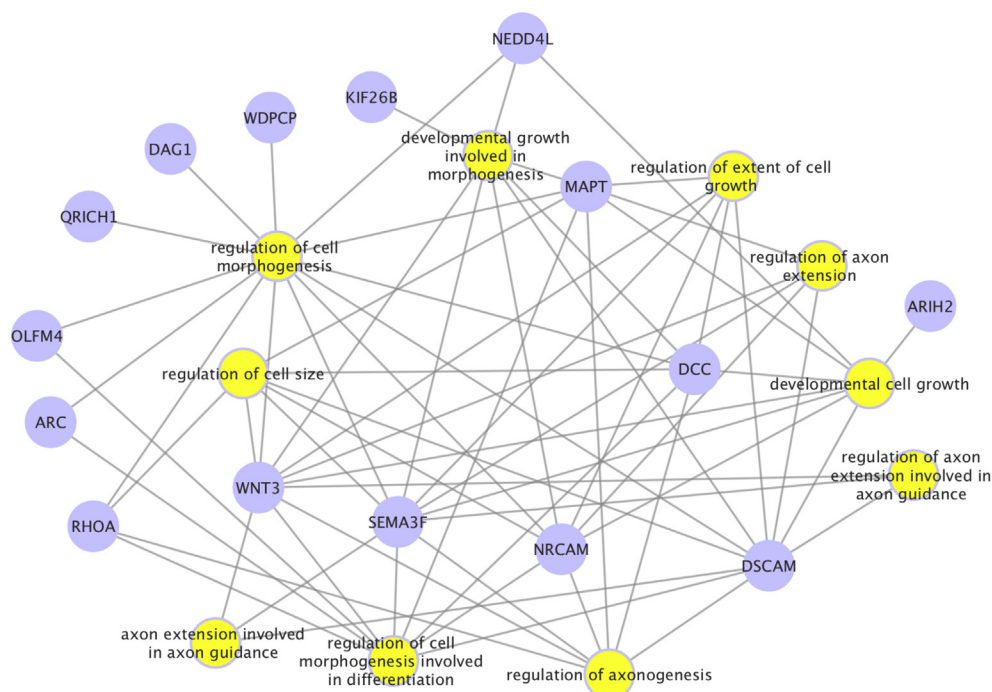 NEDD4L
KIF26B
WDPCP
DAG1
developmental growth
involved in
morphogenesis
regulation of extent of cell
growth
MAPT
QRICH1
regulation of cell
morphogenesis
regulation of axon
extension
ARIH2
OLFM4
regulation of cell size
DCC
developmental cell growth
ARC
regulation of axon
extension involved in
axon guidance
WNT3
SEMA3F
RHOA
NRCAM
DSCAM
axon extension involved
in axon guidance
regulation of cell
morphogenesis involved
in differentiation
regulation of axonogenesis